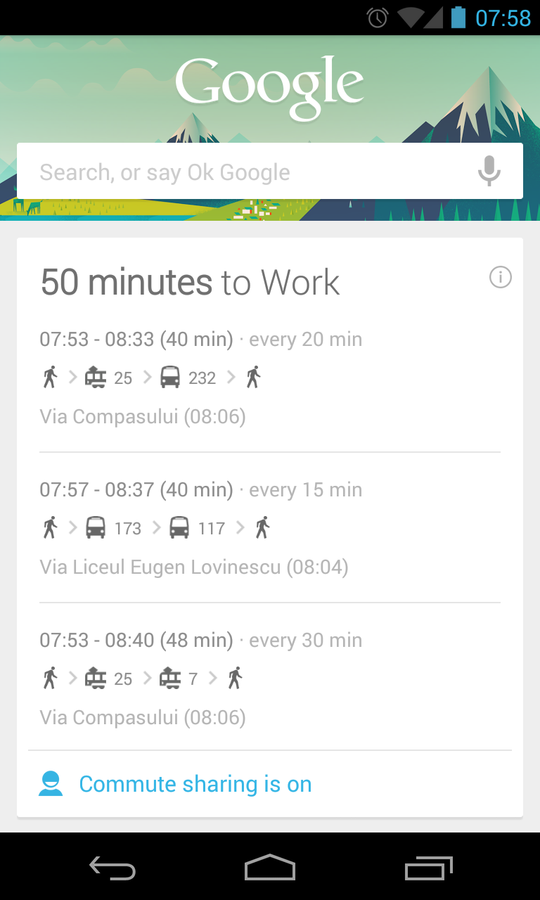 07:58
Google
Search, or say Ok Google
50 minutes to Work
07:53 - 08:33 (40 min) · every 20 min
25 232
Via Compasului (08:06)
07:57 - 08:37 (40 min) · every 15 min
173 117
Via Liceul Eugen Lovinescu (08:04)
07:53 - 08:40 (48 min) · every 30 min
25 7
Via Compasului (08:06)
Commute sharing is on